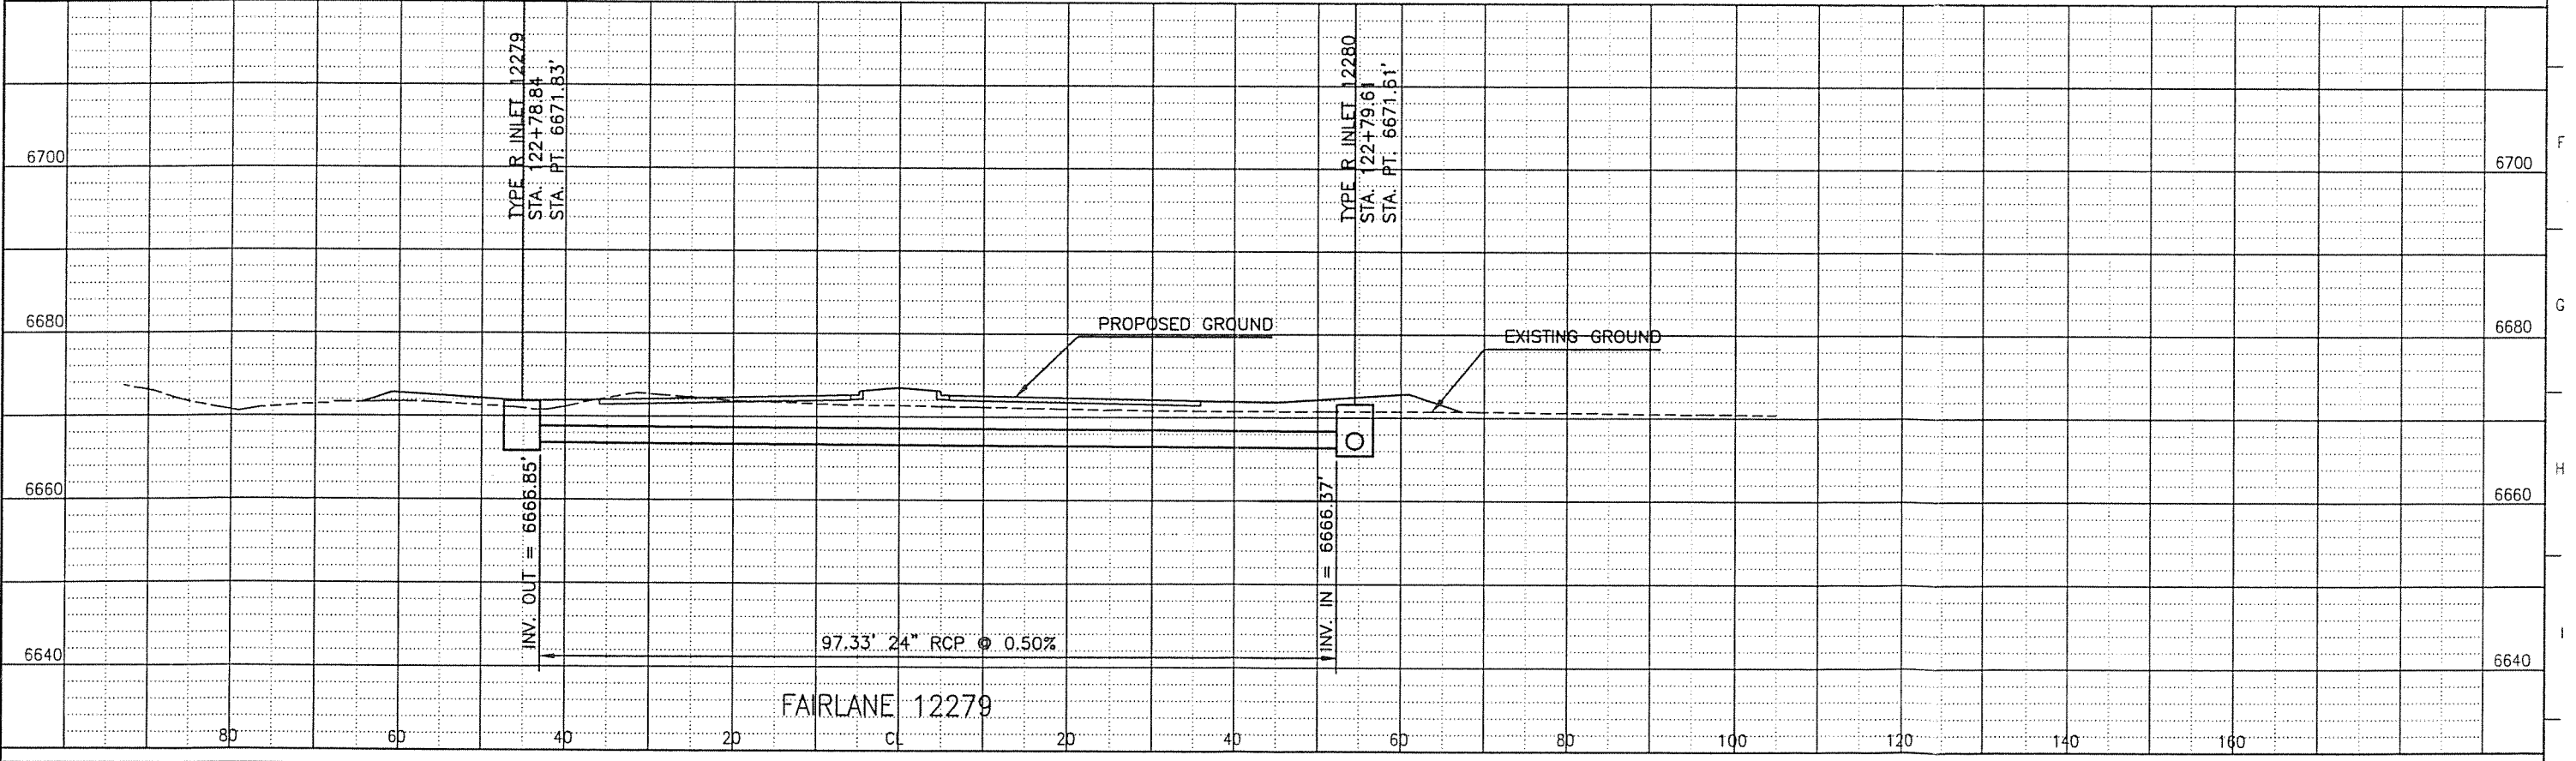 TYPE R INLET 12279
STA. 122+78.84
STA. PT. 6671.83'
TYPE R INLET 12280
STA. 122+79.61
STA. PT. 6671.61'
F
6700
6700
G
6680
6680
PROPOSED GROUND
EXISTING GROUND
H
6660
6660
INV. OUT = 6666.85'
INV. IN = 6666.37'
I
97.33' 24" RCP @ 0.50%
6640
6640
FAIRLANE 12279
80 60 40 20 CL 20 40 60 80 100 120 140 160